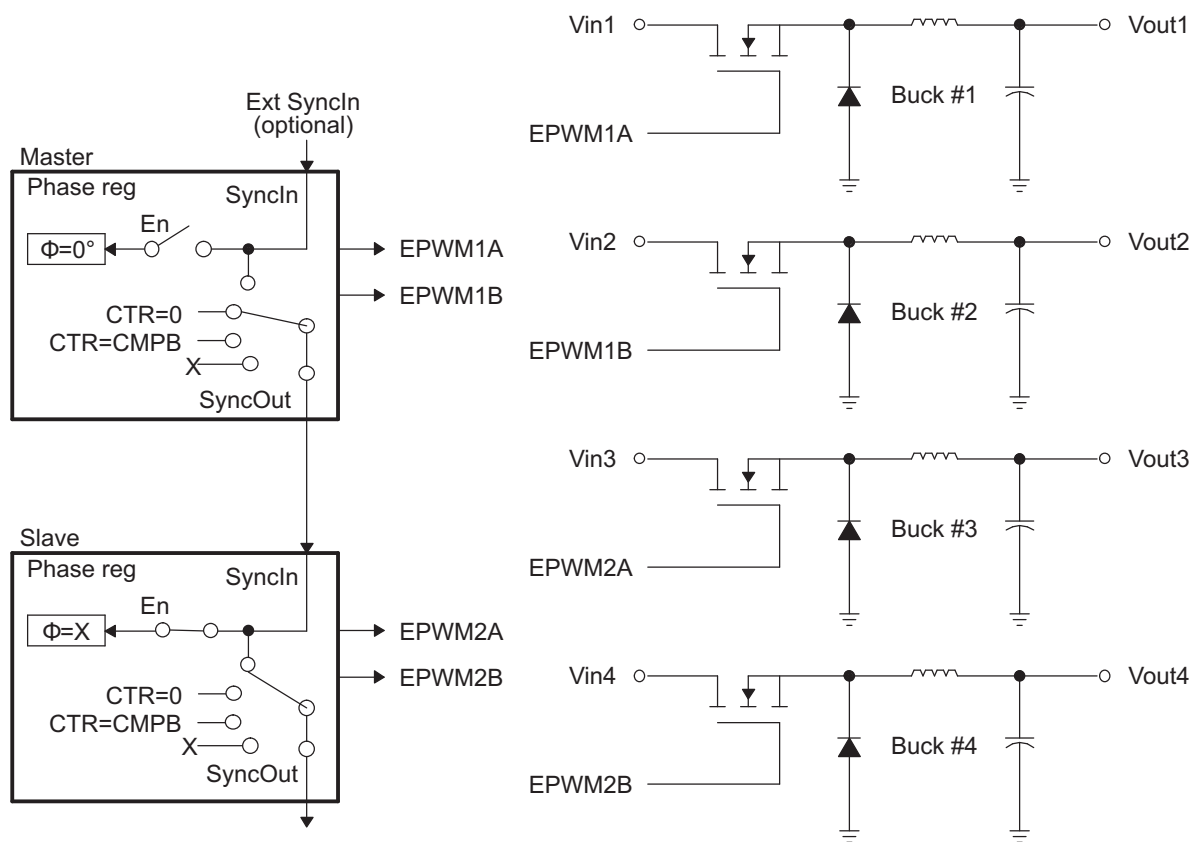 Ext SyncIn
(optional)
Master
Phase reg
SyncIn
En
Φ=0°
EPWM1A
EPWM1B
CTR=0
CTR=CMPB
X
SyncOut
Slave
Phase reg
SyncIn
En
Φ=X
EPWM2A
EPWM2B
CTR=0
CTR=CMPB
X
SyncOut
Vin1
Vout1
Buck #1
EPWM1A
Vin2
Vout2
Buck #2
EPWM1B
Vin3
Vout3
Buck #3
EPWM2A
Vin4
Vout4
Buck #4
EPWM2B